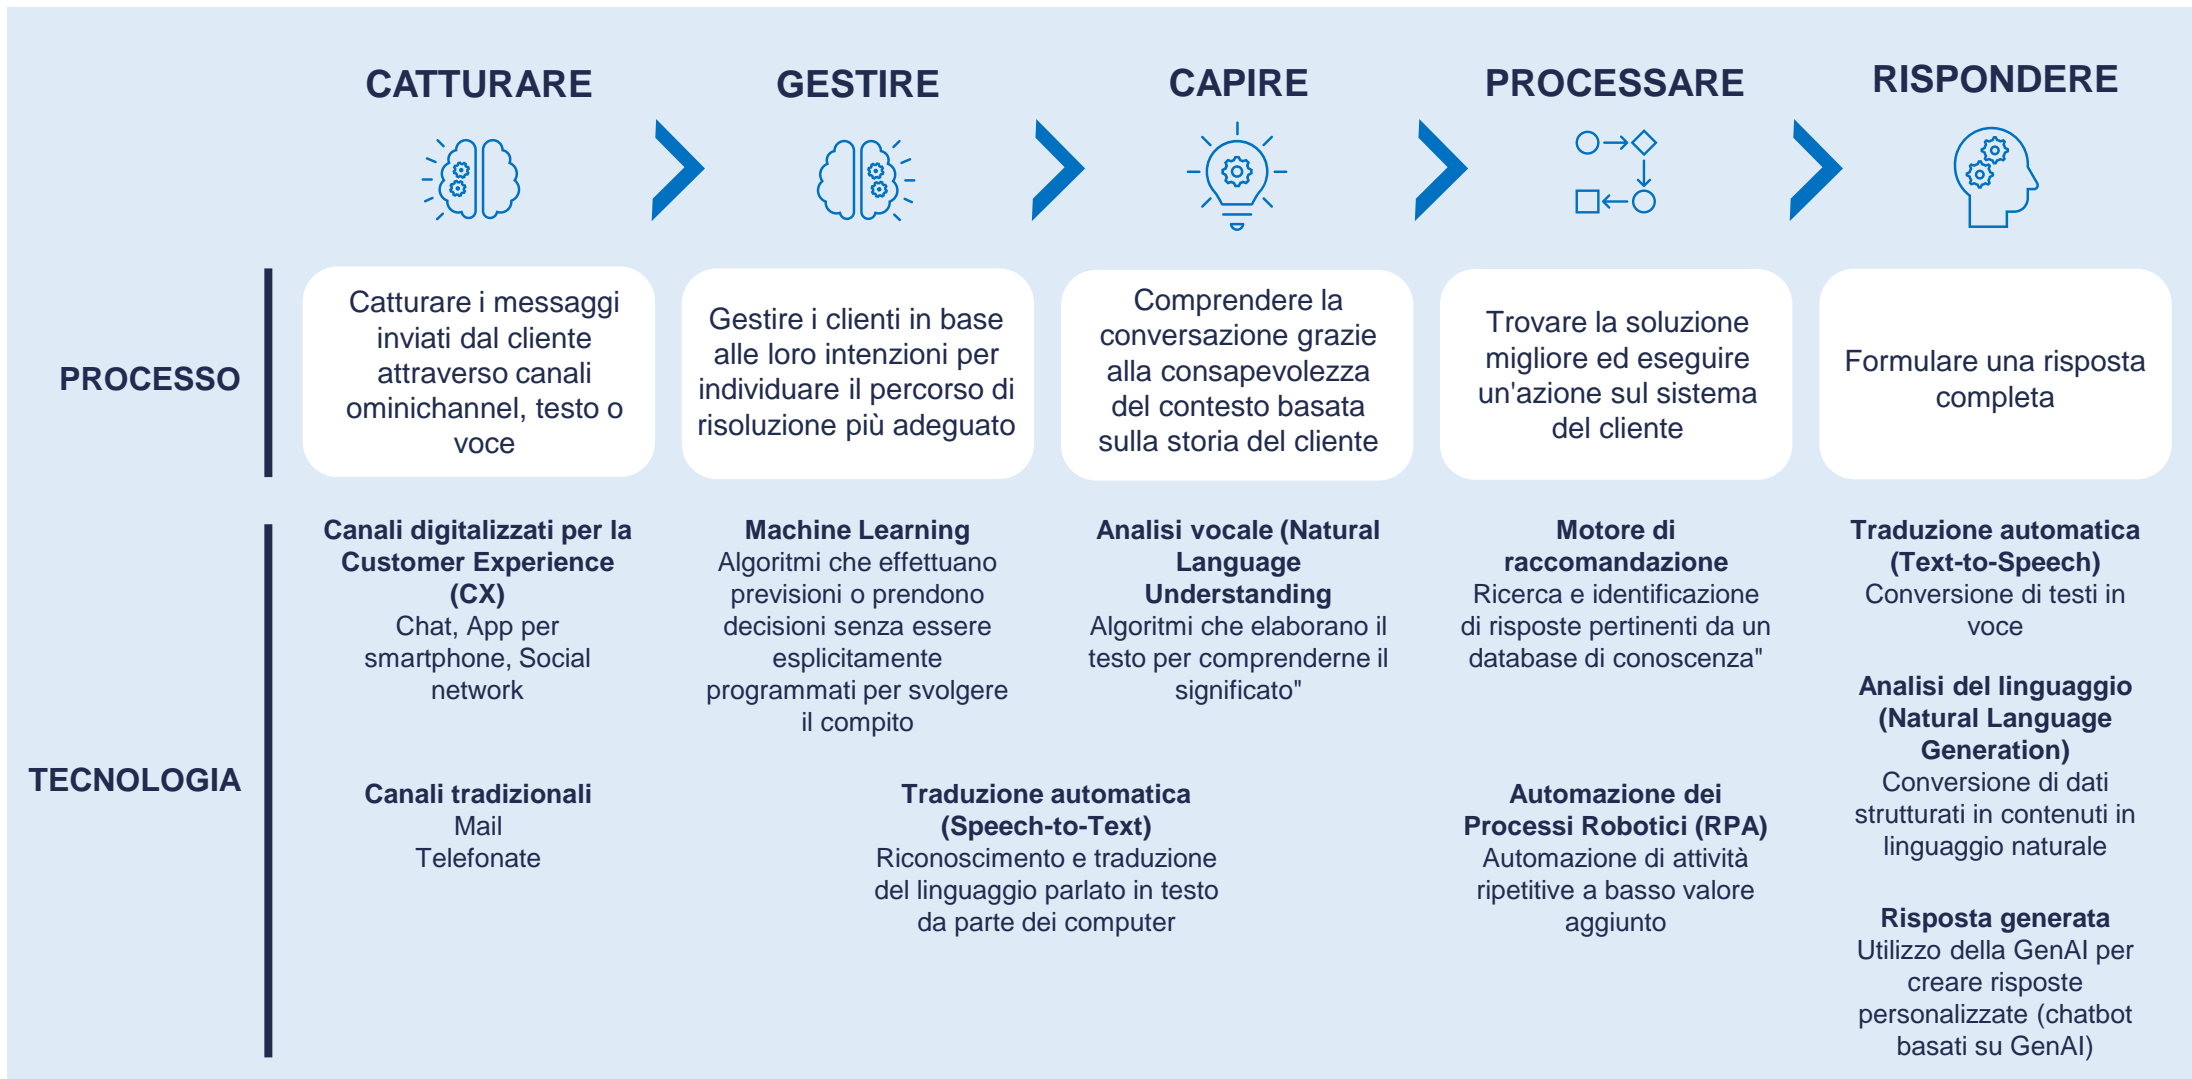 CATTURARE
GESTIRE
CAPIRE
PROCESSARE
RISPONDERE
PROCESSO
Catturare i messaggi
inviati dal cliente
attraverso canali
ominichannel, testo o
voce
Gestire i clienti in base
alle loro intenzioni per
individuare il percorso di
risoluzione più adeguato
Comprendere la
conversazione grazie
alla consapevolezza
del contesto basata
sulla storia del cliente
Trovare la soluzione
migliore ed eseguire
un'azione sul sistema
del cliente
Formulare una risposta
completa
TECNOLOGIA
Canali digitalizzati per la
Customer Experience
(CX)
Chat, App per
smartphone, Social
network
Canali tradizionali
Mail
Telefonate
Machine Learning
Algoritmi che effettuano
previsioni o prendono
decisioni senza essere
esplicitamente
programmati per svolgere
il compito
Analisi vocale (Natural
Language
Understanding
Algoritmi che elaborano il
testo per comprenderne il
significato"
Traduzione automatica
(Speech-to-Text)
Riconoscimento e traduzione
del linguaggio parlato in testo
da parte dei computer
Motore di
raccomandazione
Ricerca e identificazione
di risposte pertinenti da un
database di conoscenza"
Automazione dei
Processi Robotici (RPA)
Automazione di attività
ripetitive a basso valore
aggiunto
Traduzione automatica
(Text-to-Speech)
Conversione di testi in
voce
Analisi del linguaggio
(Natural Language
Generation)
Conversione di dati
strutturati in contenuti in
linguaggio naturale
Risposta generata
Utilizzo della GenAI per
creare risposte
personalizzate (chatbot
basati su GenAI)